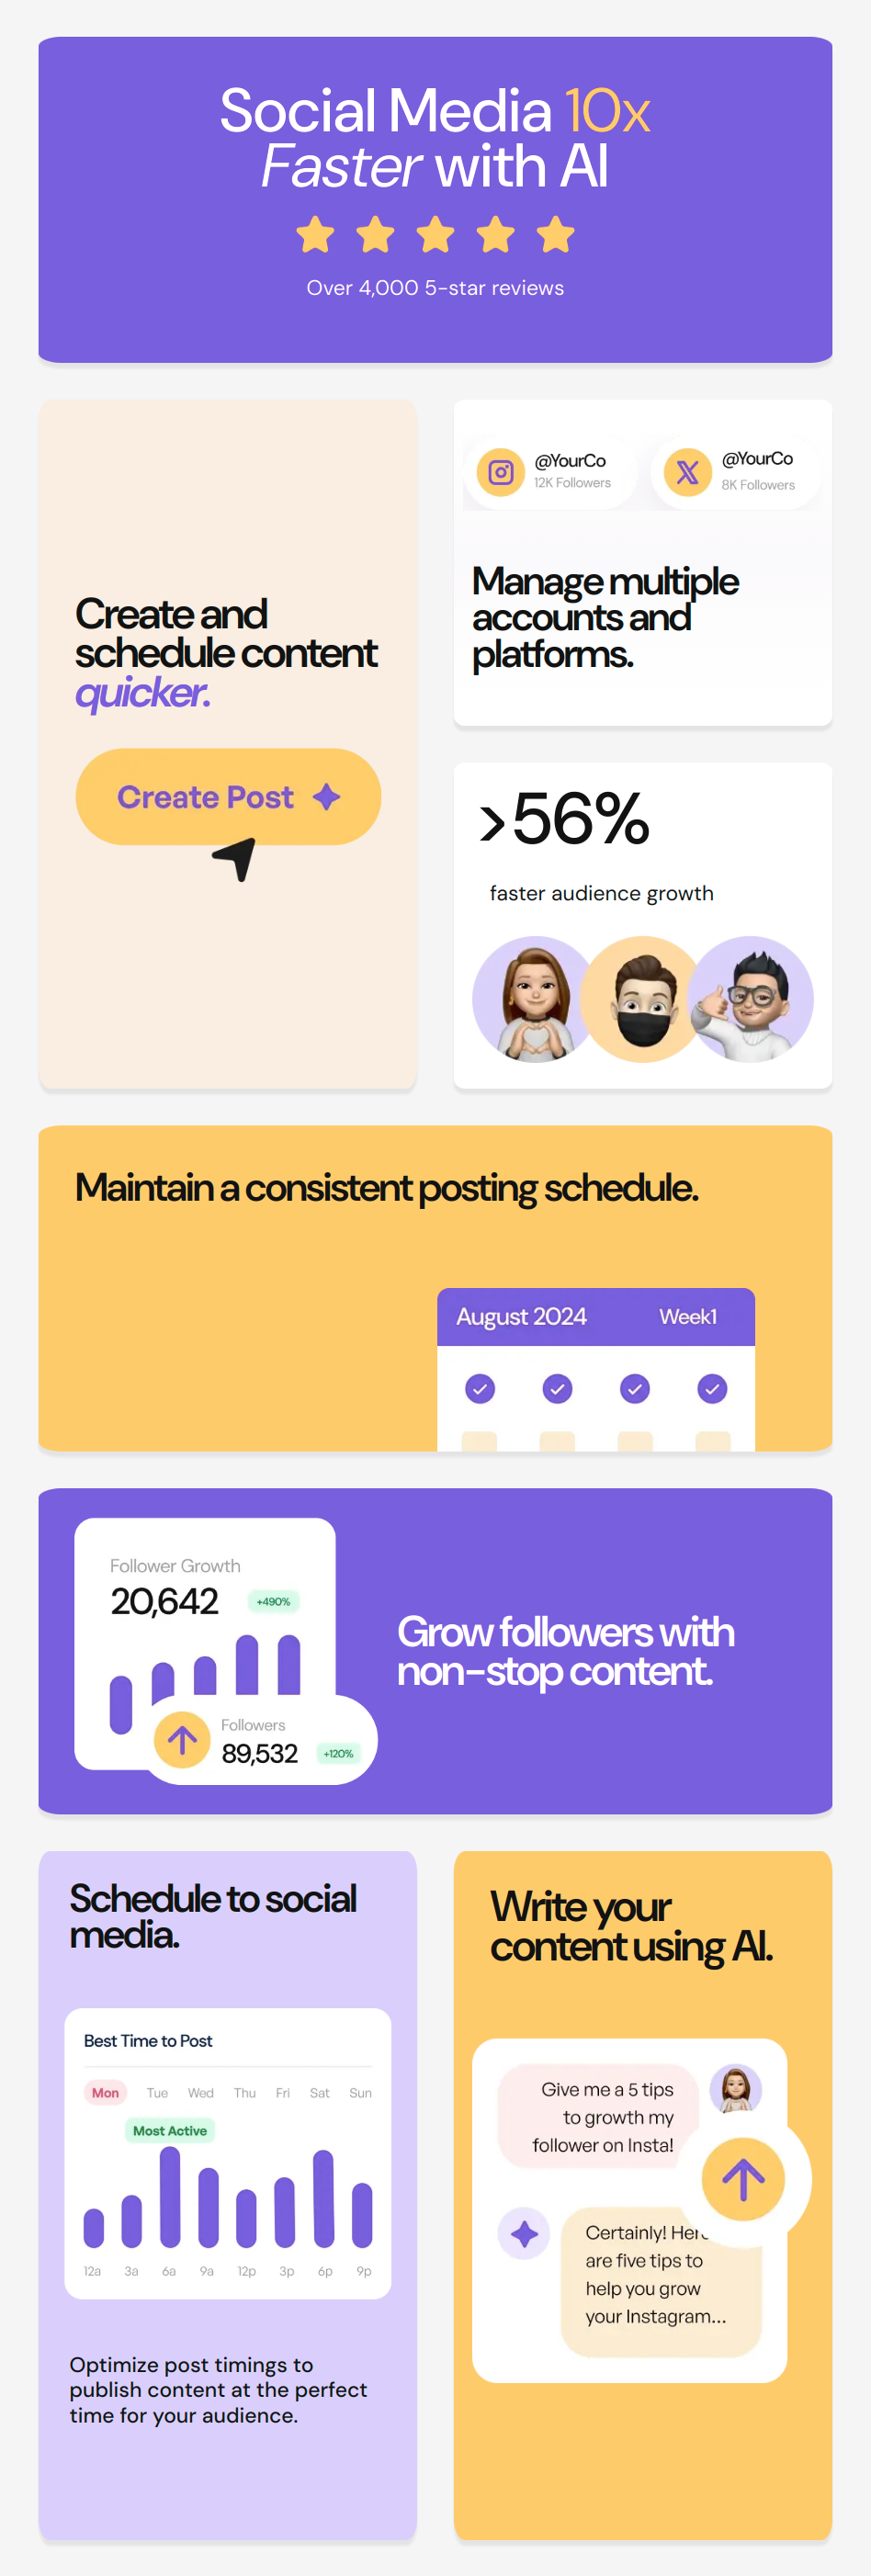 Social Media 10x
Faster with AI
Over 4,000 5-star reviews
Create and
schedule content
quicker.
Create Post
@YourCo
12K Followers
@YourCo
8K Followers
Manage multiple
accounts and
platforms.
>56%
faster audience growth
Maintain a consistent posting schedule.
August 2024 Week1
Follower Growth
20,642 +490%
Followers
89,532 +120%
Grow followers with
non-stop content.
Schedule to social
media.
Best Time to Post
Mon Tue Wed Thu Fri Sat Sun
Most Active
12a 3a 6a 9a 12p 3p 6p 9p
Optimize post timings to
publish content at the perfect
time for your audience.
Write your
content using AI.
Give me a 5 tips
to growth my
follower on Insta!
Certainly! Here
are five tips to
help you grow
your Instagram...